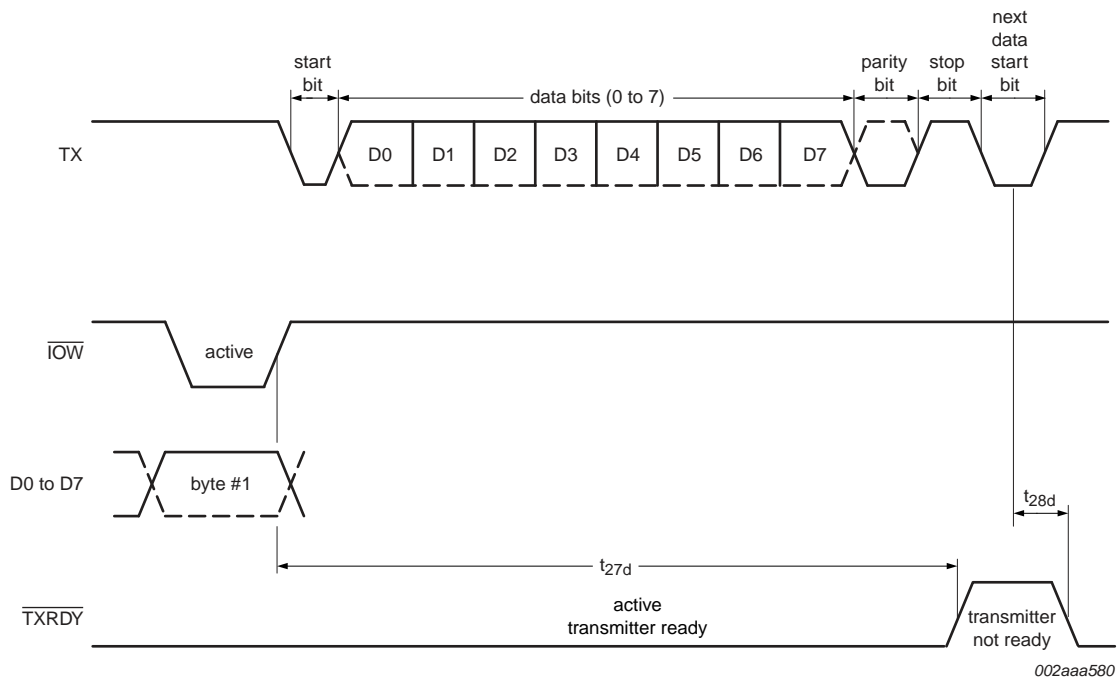 next
data
start
bit
start
bit
parity
bit
stop
bit
data bits (0 to 7)
TX
D0
D1
D2
D3
D4
D5
D6
D7
IOW
active
D0 to D7
byte #1
t28d
t27d
TXRDY
active
transmitter ready
transmitter
not ready
002aaa580